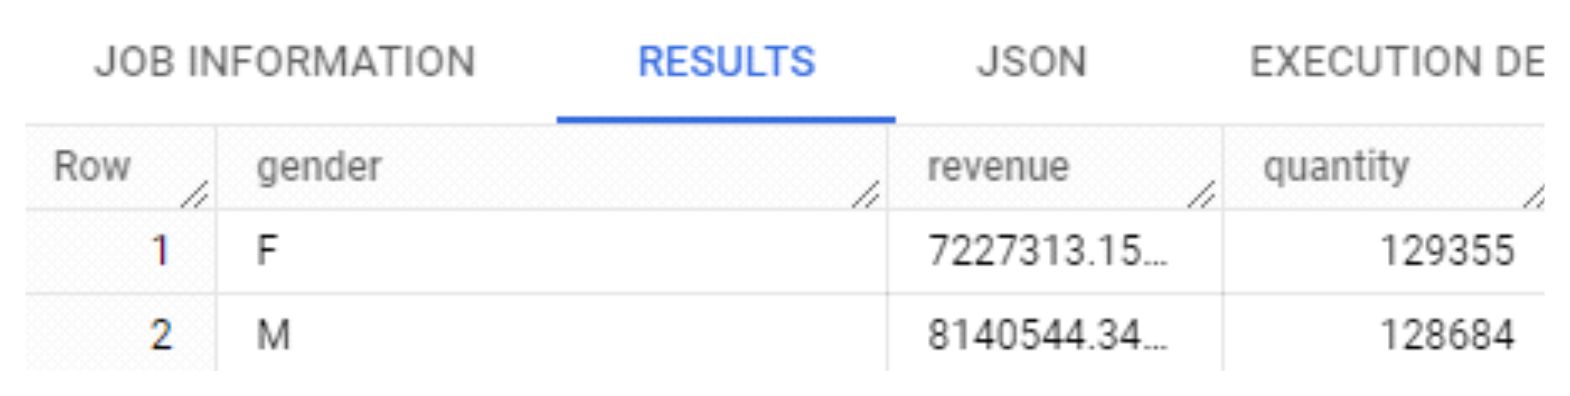 JOB INFORMATION RESULTS JSON EXECUTION DE
Row gender revenue quantity
1 F 7227313.15... 129355
2 M 8140544.34... 128684